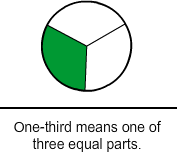 One-third means one of
three equal parts.